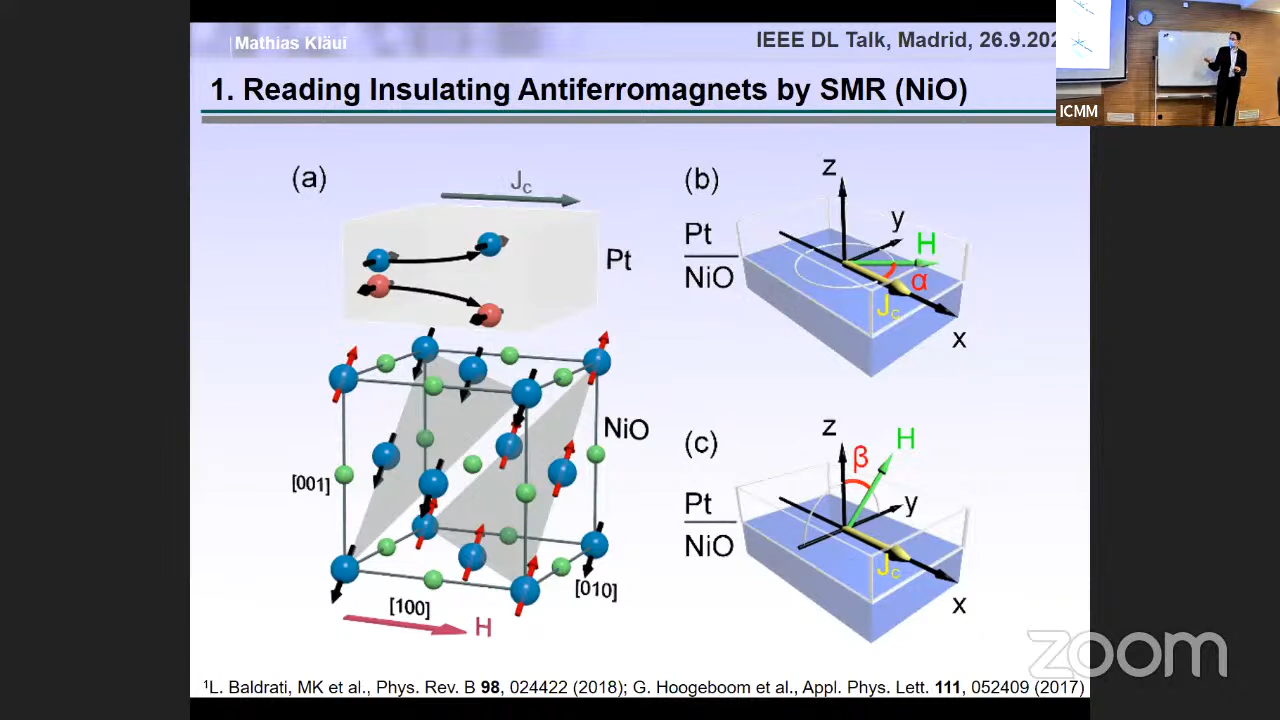 Mathias Kläui
IEEE DL Talk, Madrid, 26.9.202
1. Reading Insulating Antiferromagnets by SMR (NiO)
ICMM
(a)
Jc
Pt
NiO
[001]
[010]
[100]
H
(b)
Pt
NiO
z
y
H
α
Jc
x
(c)
Pt
NiO
z
H
β
y
Jc
x
zoom
¹L. Baldrati, MK et al., Phys. Rev. B 98, 024422 (2018); G. Hoogeboom et al., Appl. Phys. Lett. 111, 052409 (2017)